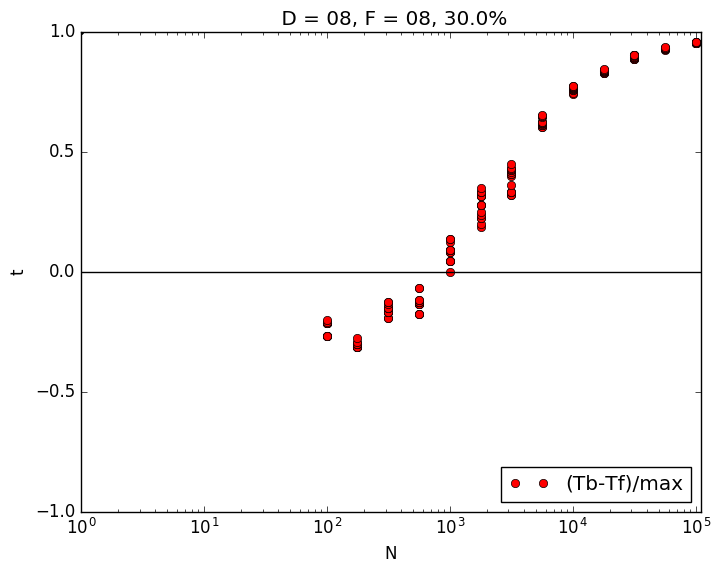 D = 08, F = 08, 30.0%
1.0
0.5
0.0
−0.5
−1.0
t
10⁰ 10¹ 10² 10³ 10⁴ 10⁵
N
(Tb-Tf)/max